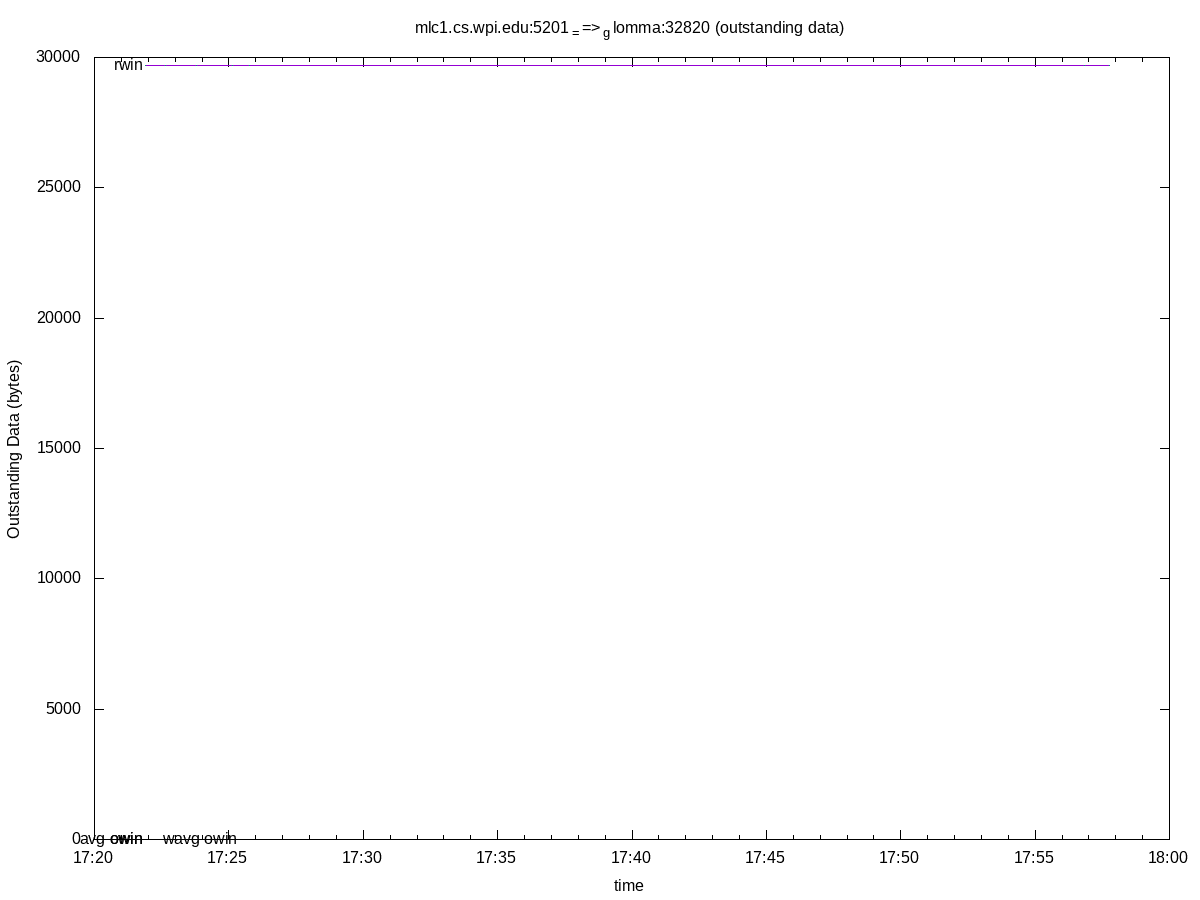 mlc1.cs.wpi.edu:5201 = => g lomma:32820 (outstanding data)
30000
rwin
25000
20000
Outstanding Data (bytes)
15000
10000
5000
0 avg owin owin wavg owin
17:20 17:25 17:30 17:35 17:40 17:45 17:50 17:55 18:00
time